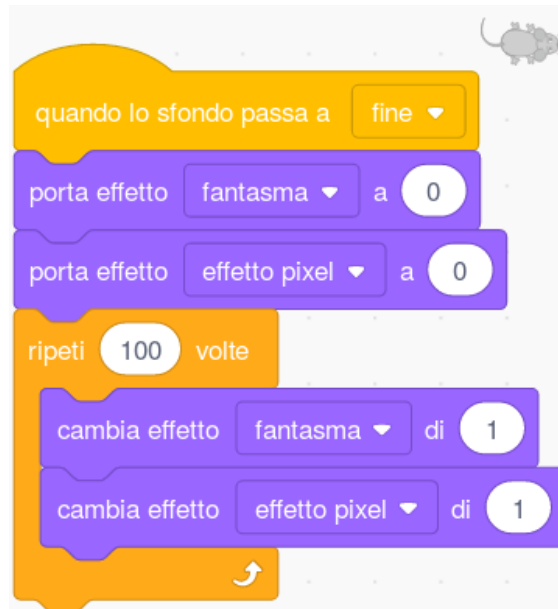 quando lo sfondo passa a fine
porta effetto fantasma a 0
porta effetto effetto pixel a 0
ripeti 100 volte
cambia effetto fantasma di 1
cambia effetto effetto pixel di 1